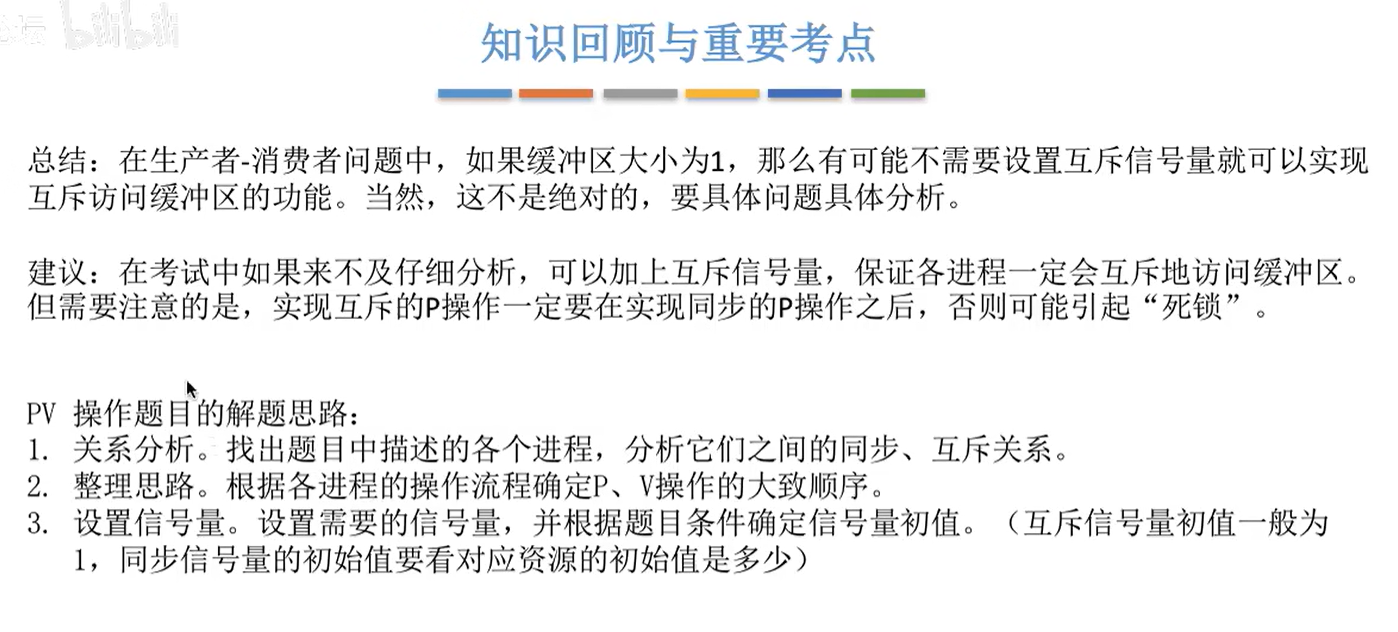 bilibili
知识回顾与重要考点
总结：在生产者-消费者问题中，如果缓冲区大小为1，那么有可能不需要设置互斥信号量就可以实现
互斥访问缓冲区的功能。当然，这不是绝对的，要具体问题具体分析。
建议：在考试中如果来不及仔细分析，可以加上互斥信号量，保证各进程一定会互斥地访问缓冲区。
但需要注意的是，实现互斥的P操作一定要在实现同步的P操作之后，否则可能引起“死锁”。
PV 操作题目的解题思路：
1. 关系分析。找出题目中描述的各个进程，分析它们之间的同步、互斥关系。
2. 整理思路。根据各进程的操作流程确定P、V操作的大致顺序。
3. 设置信号量。设置需要的信号量，并根据题目条件确定信号量初值。（互斥信号量初值一般为
1，同步信号量的初始值要看对应资源的初始值是多少）